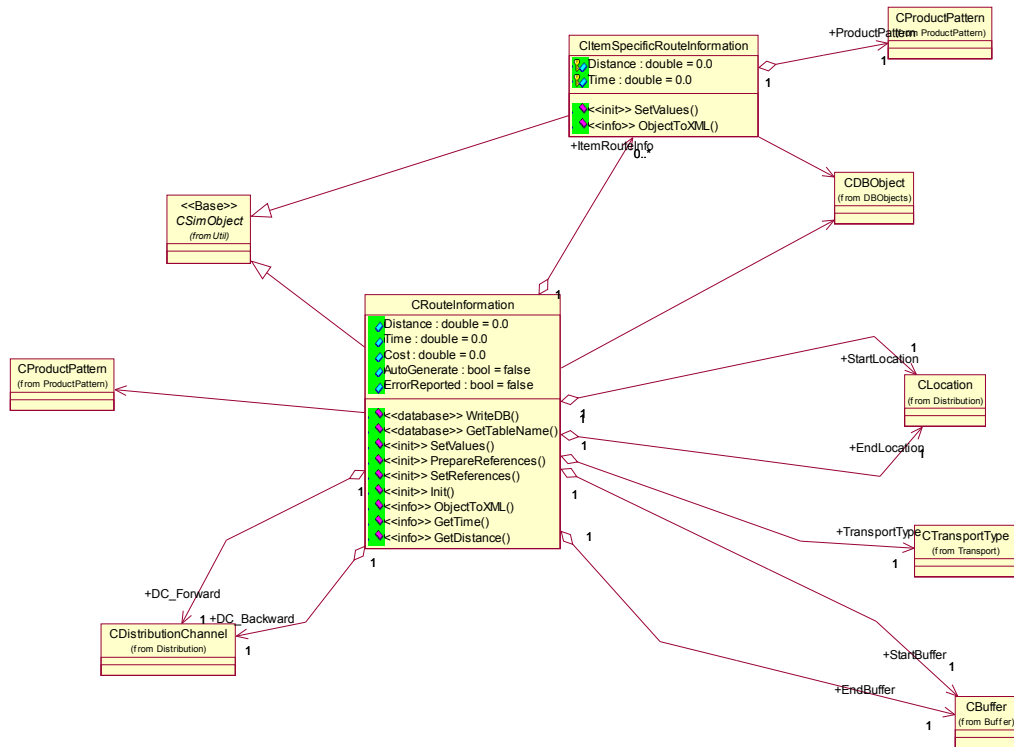 CProductPattern
(from ProductPattern)
+ProductPattern
1
1
CItemSpecificRouteInformation
Distance : double = 0.0
Time : double = 0.0
<<init>> SetValues()
<<info>> ObjectToXML()
+ItemRouteInfo
0..*
CDBObject
(from DBObjects)
<<Base>>
CSimObject
(from Util)
1
CRouteInformation
Distance : double = 0.0
Time : double = 0.0
Cost : double = 0.0
AutoGenerate : bool = false
ErrorReported : bool = false
<<database>> WriteDB()
<<database>> GetTableName()
<<init>> SetValues()
<<init>> PrepareReferences()
<<init>> SetReferences()
<<init>> Init()
<<info>> ObjectToXML()
<<info>> GetTime()
<<info>> GetDistance()
CProductPattern
(from ProductPattern)
1
+StartLocation
1
CLocation
(from Distribution)
1
+EndLocation
1
1
+TransportType
1
CTransportType
(from Transport)
1
+StartBuffer
1
1
+EndBuffer
1
CBuffer
(from Buffer)
1
+DC_Forward
1
1
+DC_Backward
1
CDistributionChannel
(from Distribution)